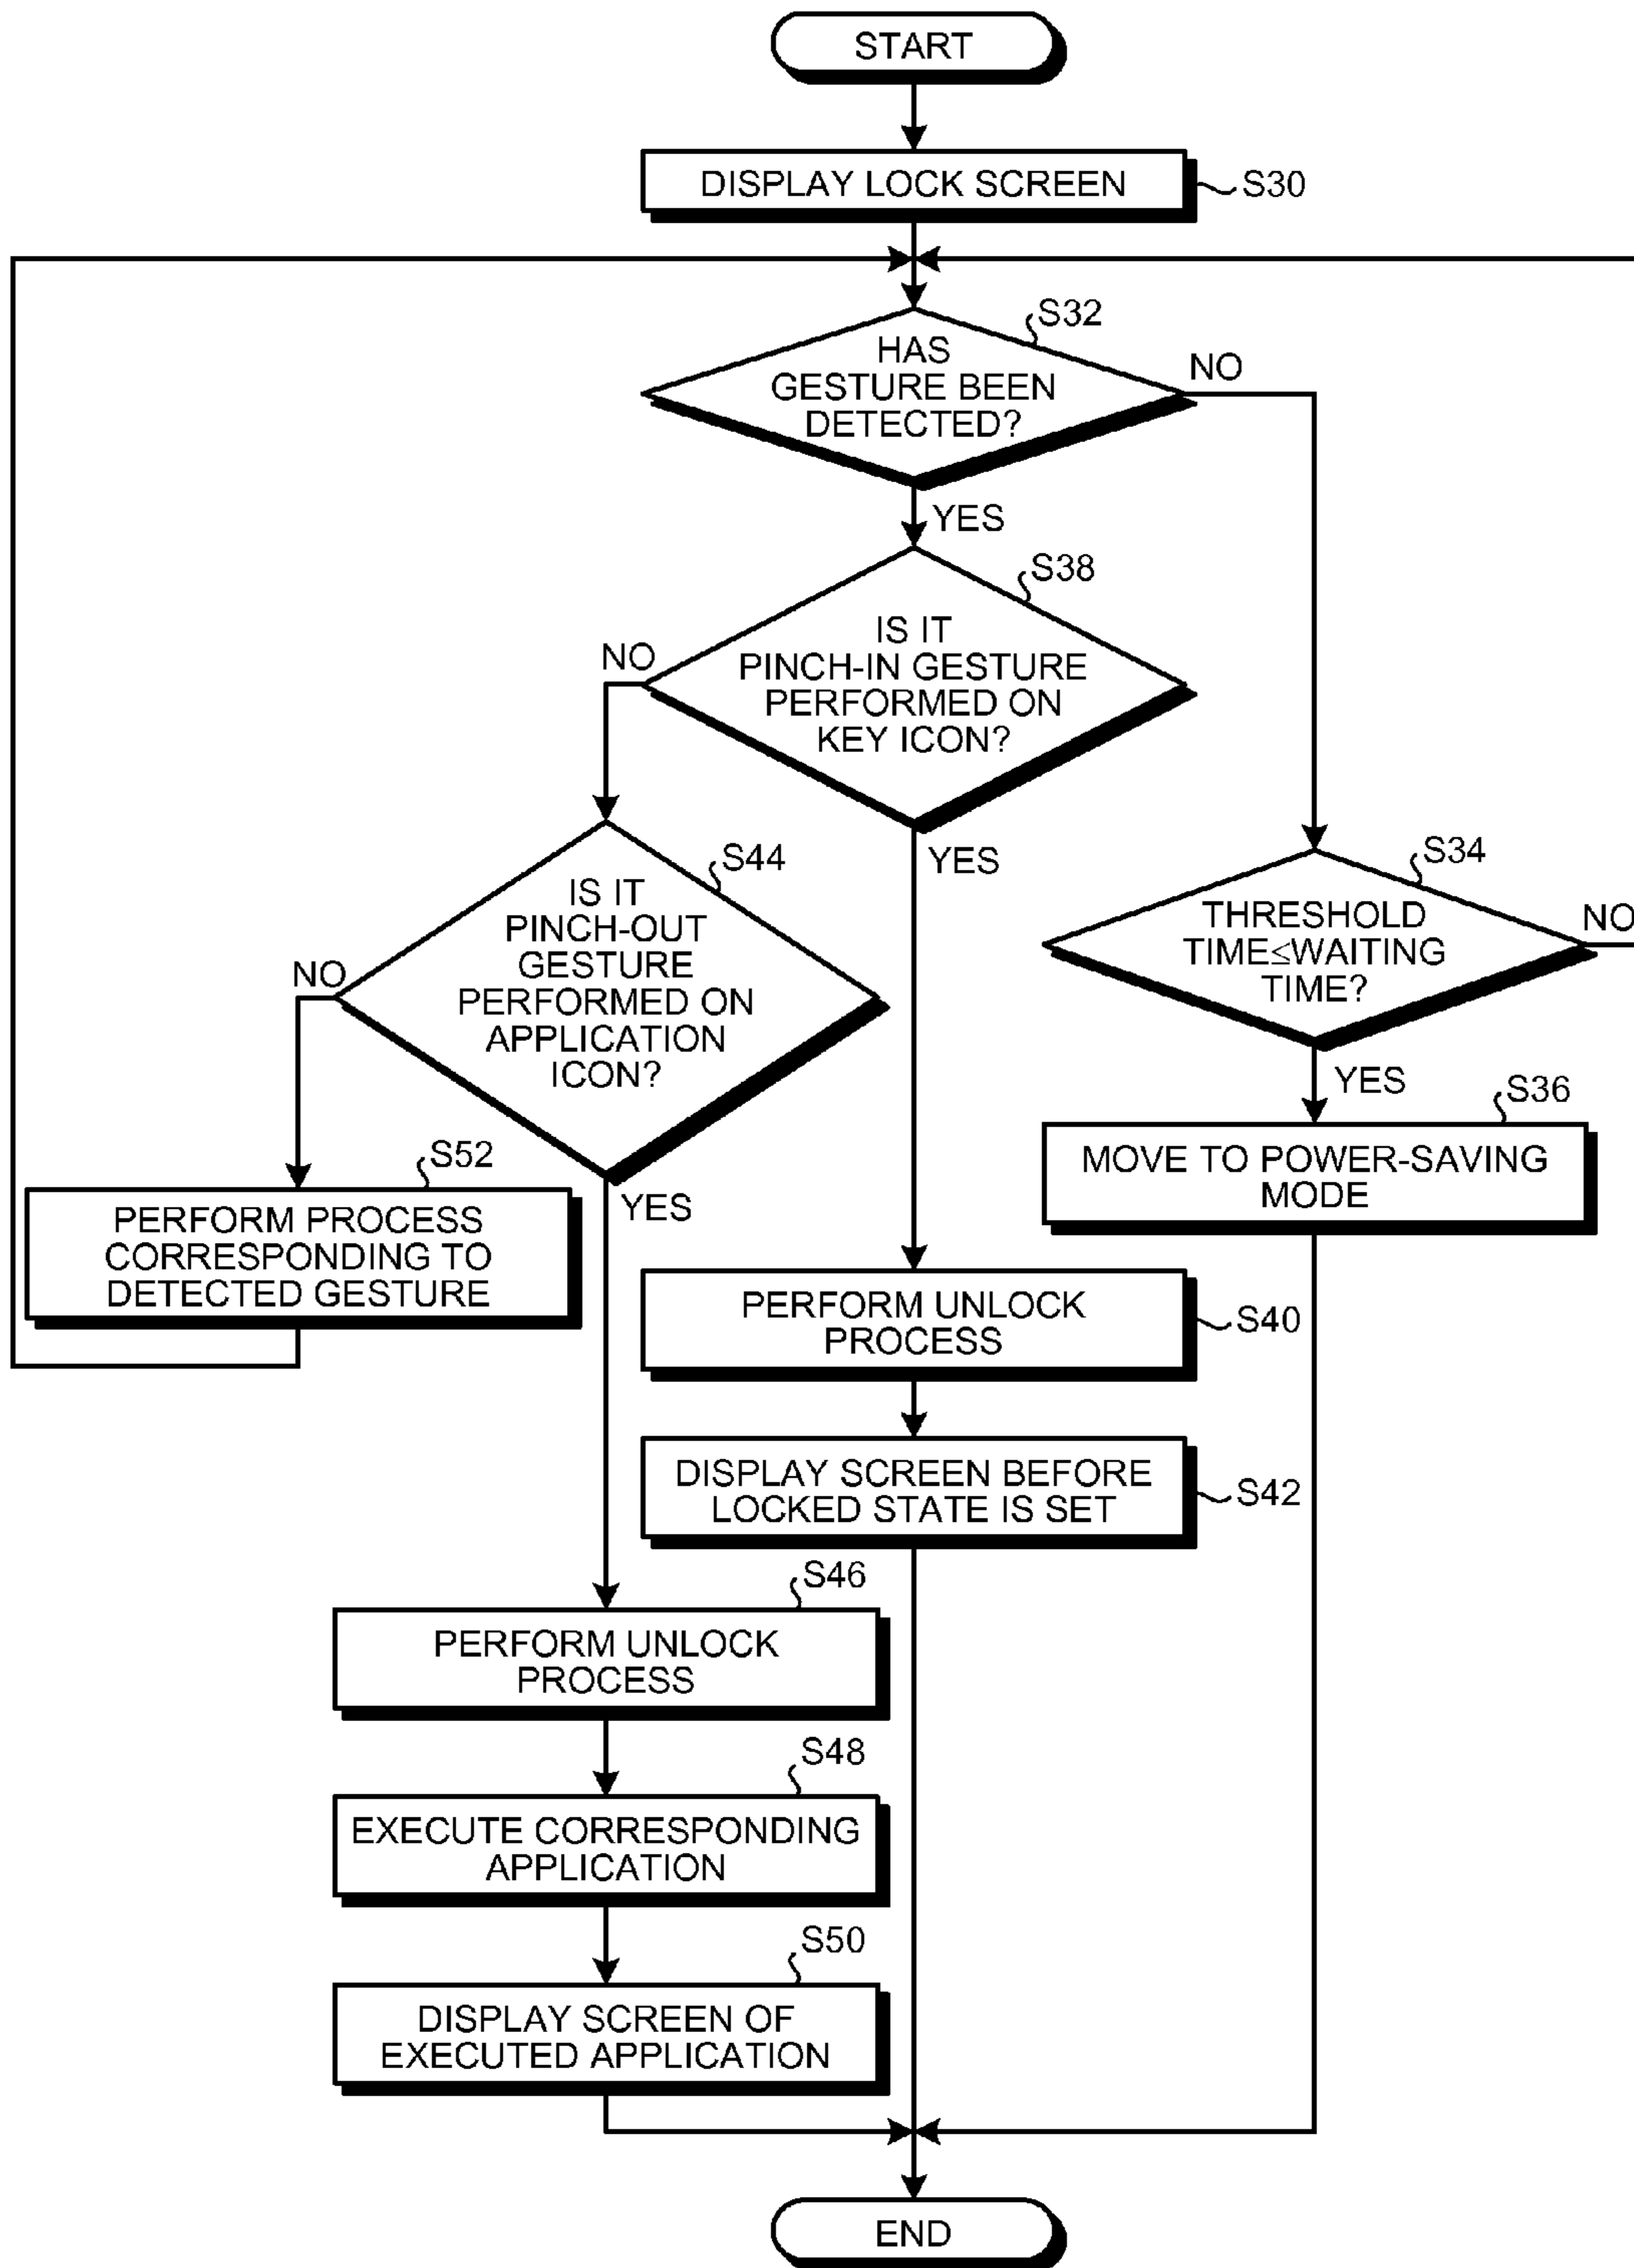 START
DISPLAY LOCK SCREEN
S30
S32
HAS
GESTURE BEEN
DETECTED?
NO
YES
S38
IS IT
PINCH-IN GESTURE
PERFORMED ON
KEY ICON?
NO
YES
S44
IS IT
PINCH-OUT
GESTURE
PERFORMED ON
APPLICATION
ICON?
NO
YES
S34
THRESHOLD
TIME≤WAITING
TIME?
NO
YES
S36
MOVE TO POWER-SAVING
MODE
S52
PERFORM PROCESS
CORRESPONDING TO
DETECTED GESTURE
PERFORM UNLOCK
PROCESS
S40
DISPLAY SCREEN BEFORE
LOCKED STATE IS SET
S42
S46
PERFORM UNLOCK
PROCESS
S48
EXECUTE CORRESPONDING
APPLICATION
S50
DISPLAY SCREEN OF
EXECUTED APPLICATION
END